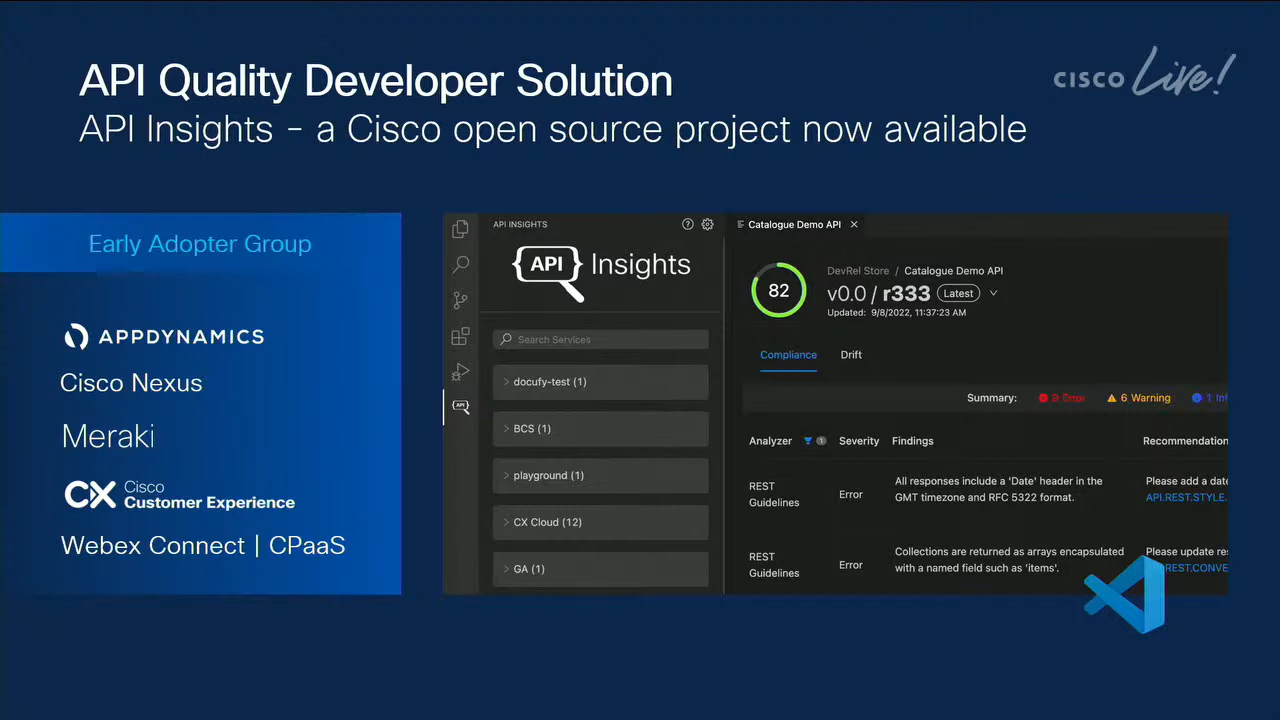 API Quality Developer Solution
API Insights - a Cisco open source project now available
CISCO Live!
Early Adopter Group
APPDYNAMICS
Cisco Nexus
Meraki
CX Cisco
Customer Experience
Webex Connect | CPaaS
API INSIGHTS
API Insights
Search Services
docufy-test (1)
BCS (1)
playground (1)
CX Cloud (12)
GA (1)
Catalogue Demo API
82
DevRel Store / Catalogue Demo API
v0.0 / r333 Latest
Updated: 9/8/2022, 11:37:23 AM
Compliance Drift
Summary: 9 Error 6 Warning 1
Analyzer 1 Severity Findings Recommendation
REST Guidelines Error All responses include a 'Date' header in the GMT timezone and RFC 5322 format. Please add a date
API.REST.STYLE.
REST Guidelines Error Collections are returned as arrays encapsulated with a named field such as 'items'. Please update
REST.CONVE
API